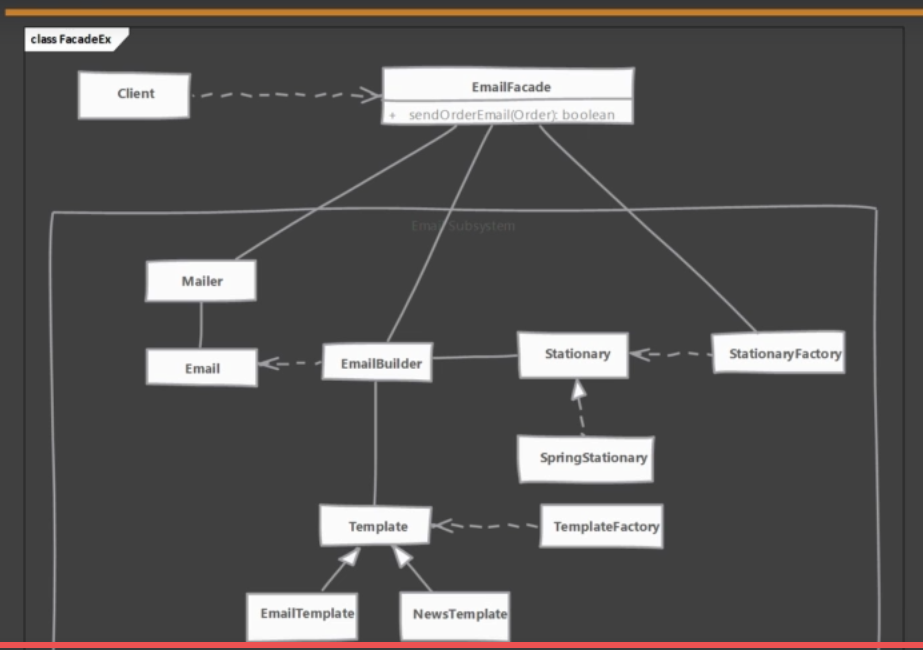 class FacadeEx
Client
EmailFacade
+ sendOrderEmail(Order): boolean
Email Subsystem
Mailer
Email
EmailBuilder
Stationary
StationaryFactory
SpringStationary
Template
TemplateFactory
EmailTemplate
NewsTemplate